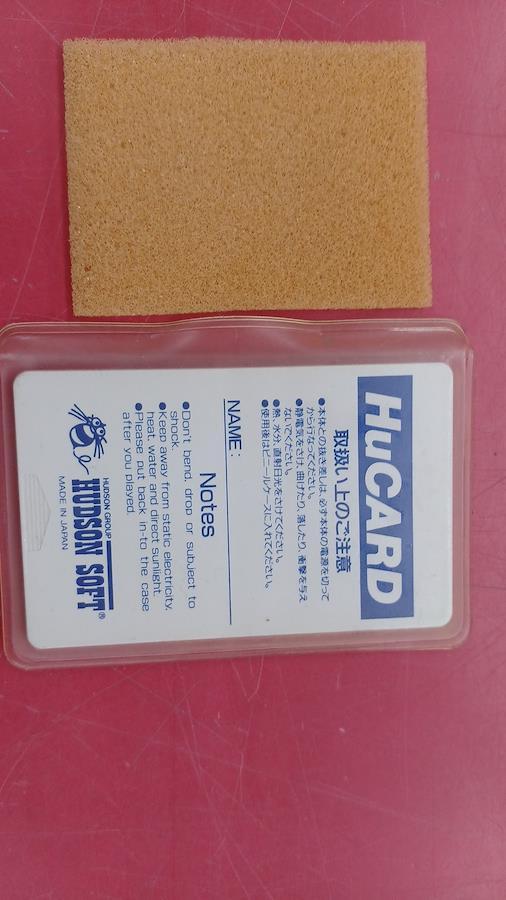 HuCARD
取扱い上のご注意
●本体との抜き差しは、必ず本体の電源を切って
から行なってください。
●静電気をさけ、曲げたり、落したり、衝撃を与え
ないでください。
●熱、水分、直射日光をさけてください。
●使用後はビニールケースに入れてください。
NAME:
Notes
●Don't bend, drop or subject to
shock.
●Keep away from static electricity,
heat, water and direct sunlight.
●Please put back in-to the case
after you played.
HUDSON GROUP
HUDSON SOFT®
MADE IN JAPAN